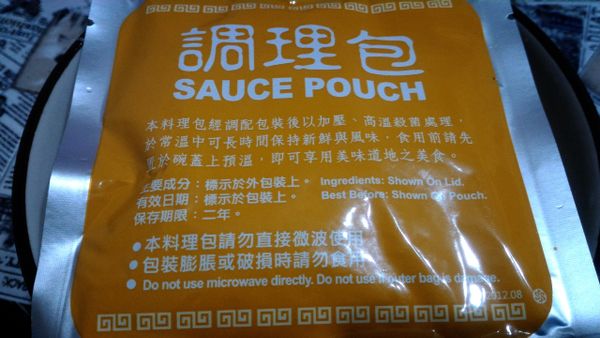 調理包
SAUCE POUCH
本料理包經調配包裝後以加壓、高溫殺菌處理，
於常溫中可長時間保持新鮮與風味，食用前請先
置於碗蓋上預溫，即可享用美味道地之美食。
主要成分：標示於外包裝上。 Ingredients: Shown On Lid.
有效日期：標示於包裝上。 Best Before: Shown On Pouch.
保存期限：二年。
●本料理包請勿直接微波使用
●包裝膨脹或破損時請勿食用
● Do not use microwave directly. Do not use if outer bag is damage.
2012.08